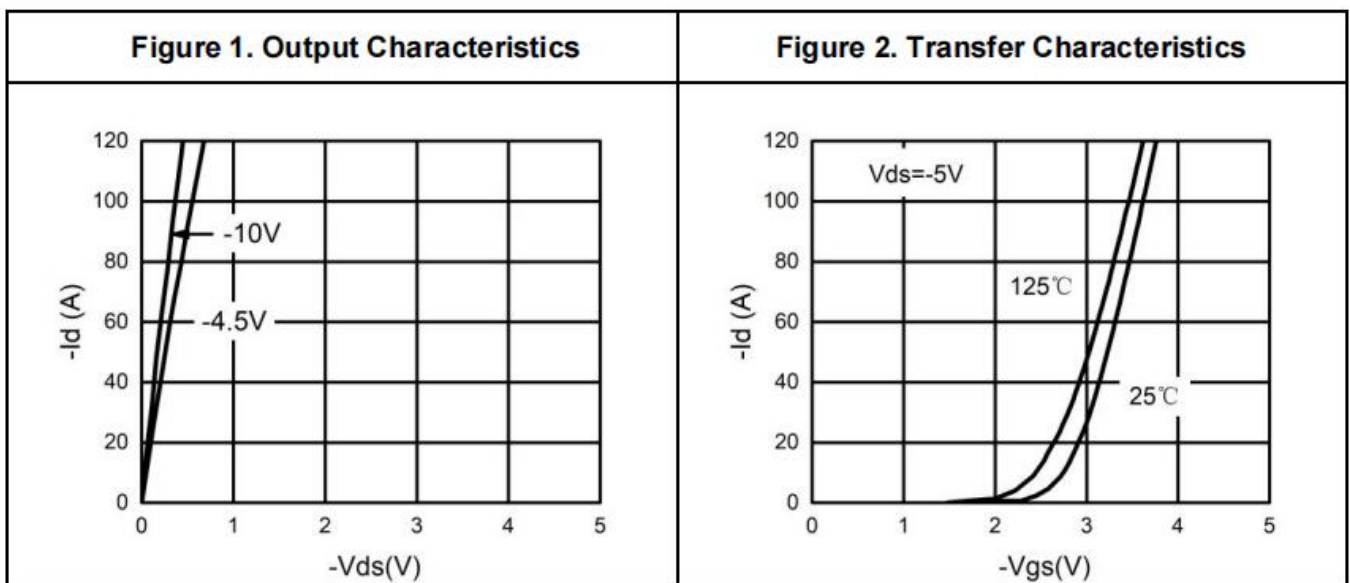 Figure 1. Output Characteristics
120
100
80
60
40
20
0
-Id (A)
-10V
-4.5V
0 1 2 3 4 5
-Vds(V)
Figure 2. Transfer Characteristics
120
100
80
60
40
20
0
-Id (A)
Vds=-5V
125℃
25℃
0 1 2 3 4 5
-Vgs(V)